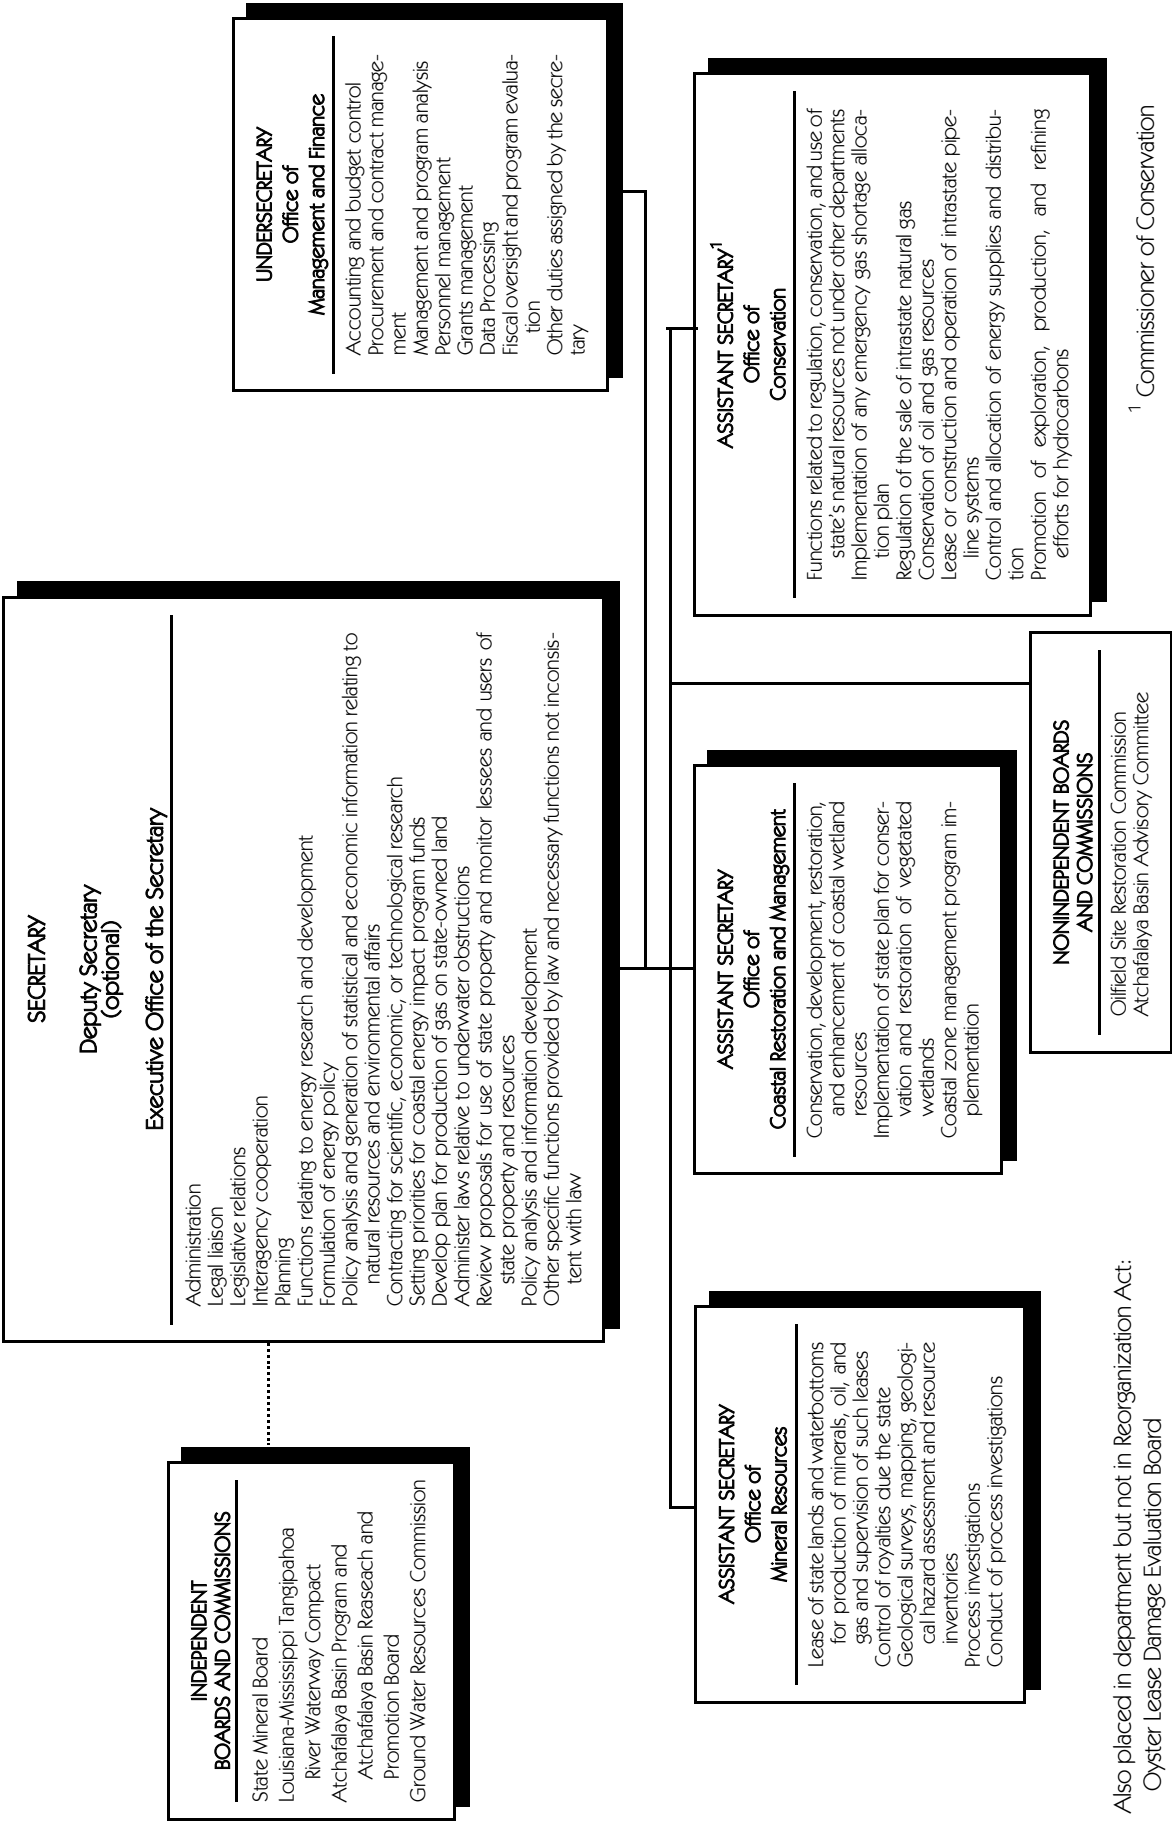 SECRETARY
Deputy Secretary
(optional)
Executive Office of the Secretary
Administration
Legal liaison
Legislative relations
Interagency cooperation
Planning
Functions relating to energy research and development
Formulation of energy policy
Policy analysis and generation of statistical and economic information relating to
natural resources and environmental affairs
Contracting for scientific, economic, or technological research
Setting priorities for coastal energy impact program funds
Develop plan for production of gas on state-owned land
Administer laws relative to underwater obstructions
Review proposals for use of state property and monitor lessees and users of
state property and resources
Policy analysis and information development
Other specific functions provided by law and necessary functions not inconsis-
tent with law
INDEPENDENT
BOARDS AND COMMISSIONS
State Mineral Board
Louisiana-Mississippi Tangipahoa
River Waterway Compact
Atchafalaya Basin Program and
Atchafalaya Basin Reaseach and
Promotion Board
Ground Water Resources Commission
UNDERSECRETARY
Office of
Management and Finance
Accounting and budget control
Procurement and contract manage-
ment
Management and program analysis
Personnel management
Grants management
Data Processing
Fiscal oversight and program evalua-
tion
Other duties assigned by the secre-
tary
ASSISTANT SECRETARY
Office of
Mineral Resources
Lease of state lands and waterbottoms
for production of minerals, oil, and
gas and supervision of such leases
Control of royalties due the state
Geological surveys, mapping, geologi-
cal hazard assessment and resource
inventories
Process investigations
Conduct of process investigations
ASSISTANT SECRETARY
Office of
Coastal Restoration and Management
Conservation, development, restoration,
and enhancement of coastal wetland
resources
Implementation of state plan for conser-
vation and restoration of vegetated
wetlands
Coastal zone management program im-
plementation
ASSISTANT SECRETARY¹
Office of
Conservation
Functions related to regulation, conservation, and use of
state's natural resources not under other departments
Implementation of any emergency gas shortage alloca-
tion plan
Regulation of the sale of intrastate natural gas
Conservation of oil and gas resources
Lease or construction and operation of intrastate pipe-
line systems
Control and allocation of energy supplies and distribu-
tion
Promotion of exploration, production, and refining
efforts for hydrocarbons
NONINDEPENDENT BOARDS
AND COMMISSIONS
Oilfield Site Restoration Commission
Atchafalaya Basin Advisory Committee
Also placed in department but not in Reorganization Act:
Oyster Lease Damage Evaluation Board
¹ Commissioner of Conservation